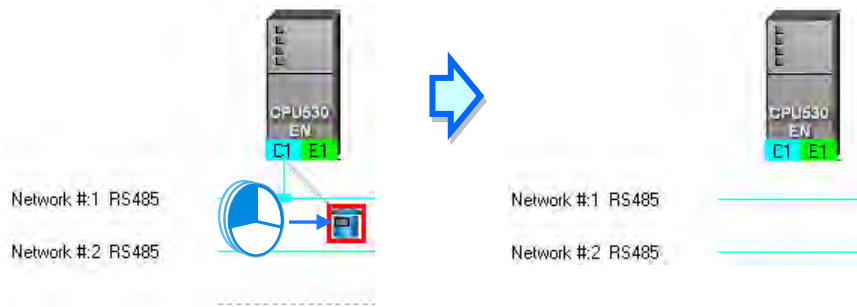 CPU530
EN
C1 E1
Network #:1 RS485
Network #:2 RS485
CPU530
EN
C1 E1
Network #:1 RS485
Network #:2 RS485